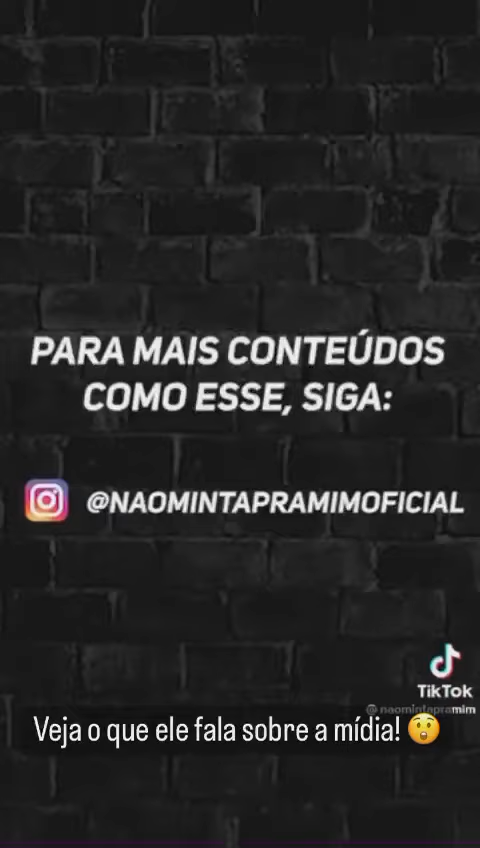 PARA MAIS CONTEÚDOS
COMO ESSE, SIGA:
@NAOMINTAPRAMIMOFICIAL
TikTok
@naomintapramim
Veja o que ele fala sobre a mídia! 😲